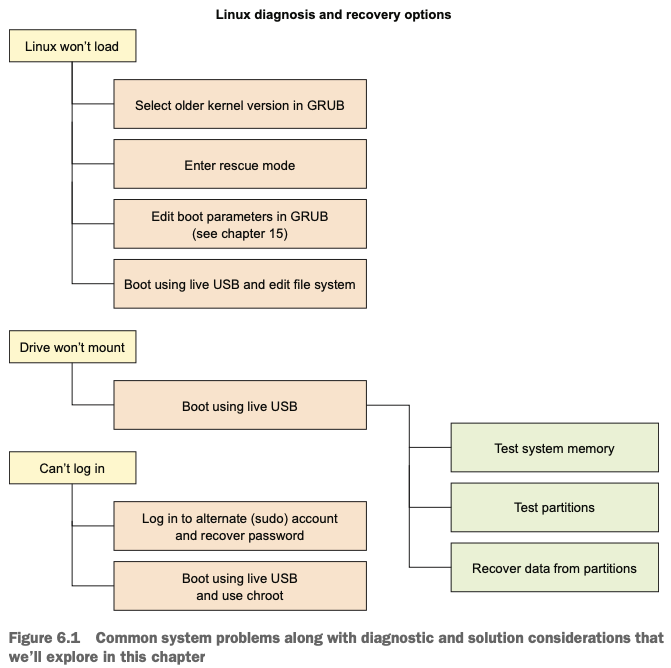 Linux diagnosis and recovery options
Linux won’t load
Select older kernel version in GRUB
Enter rescue mode
Edit boot parameters in GRUB
(see chapter 15)
Boot using live USB and edit file system
Drive won’t mount
Boot using live USB
Test system memory
Test partitions
Recover data from partitions
Can’t log in
Log in to alternate (sudo) account
and recover password
Boot using live USB
and use chroot
Figure 6.1 Common system problems along with diagnostic and solution considerations that
we’ll explore in this chapter